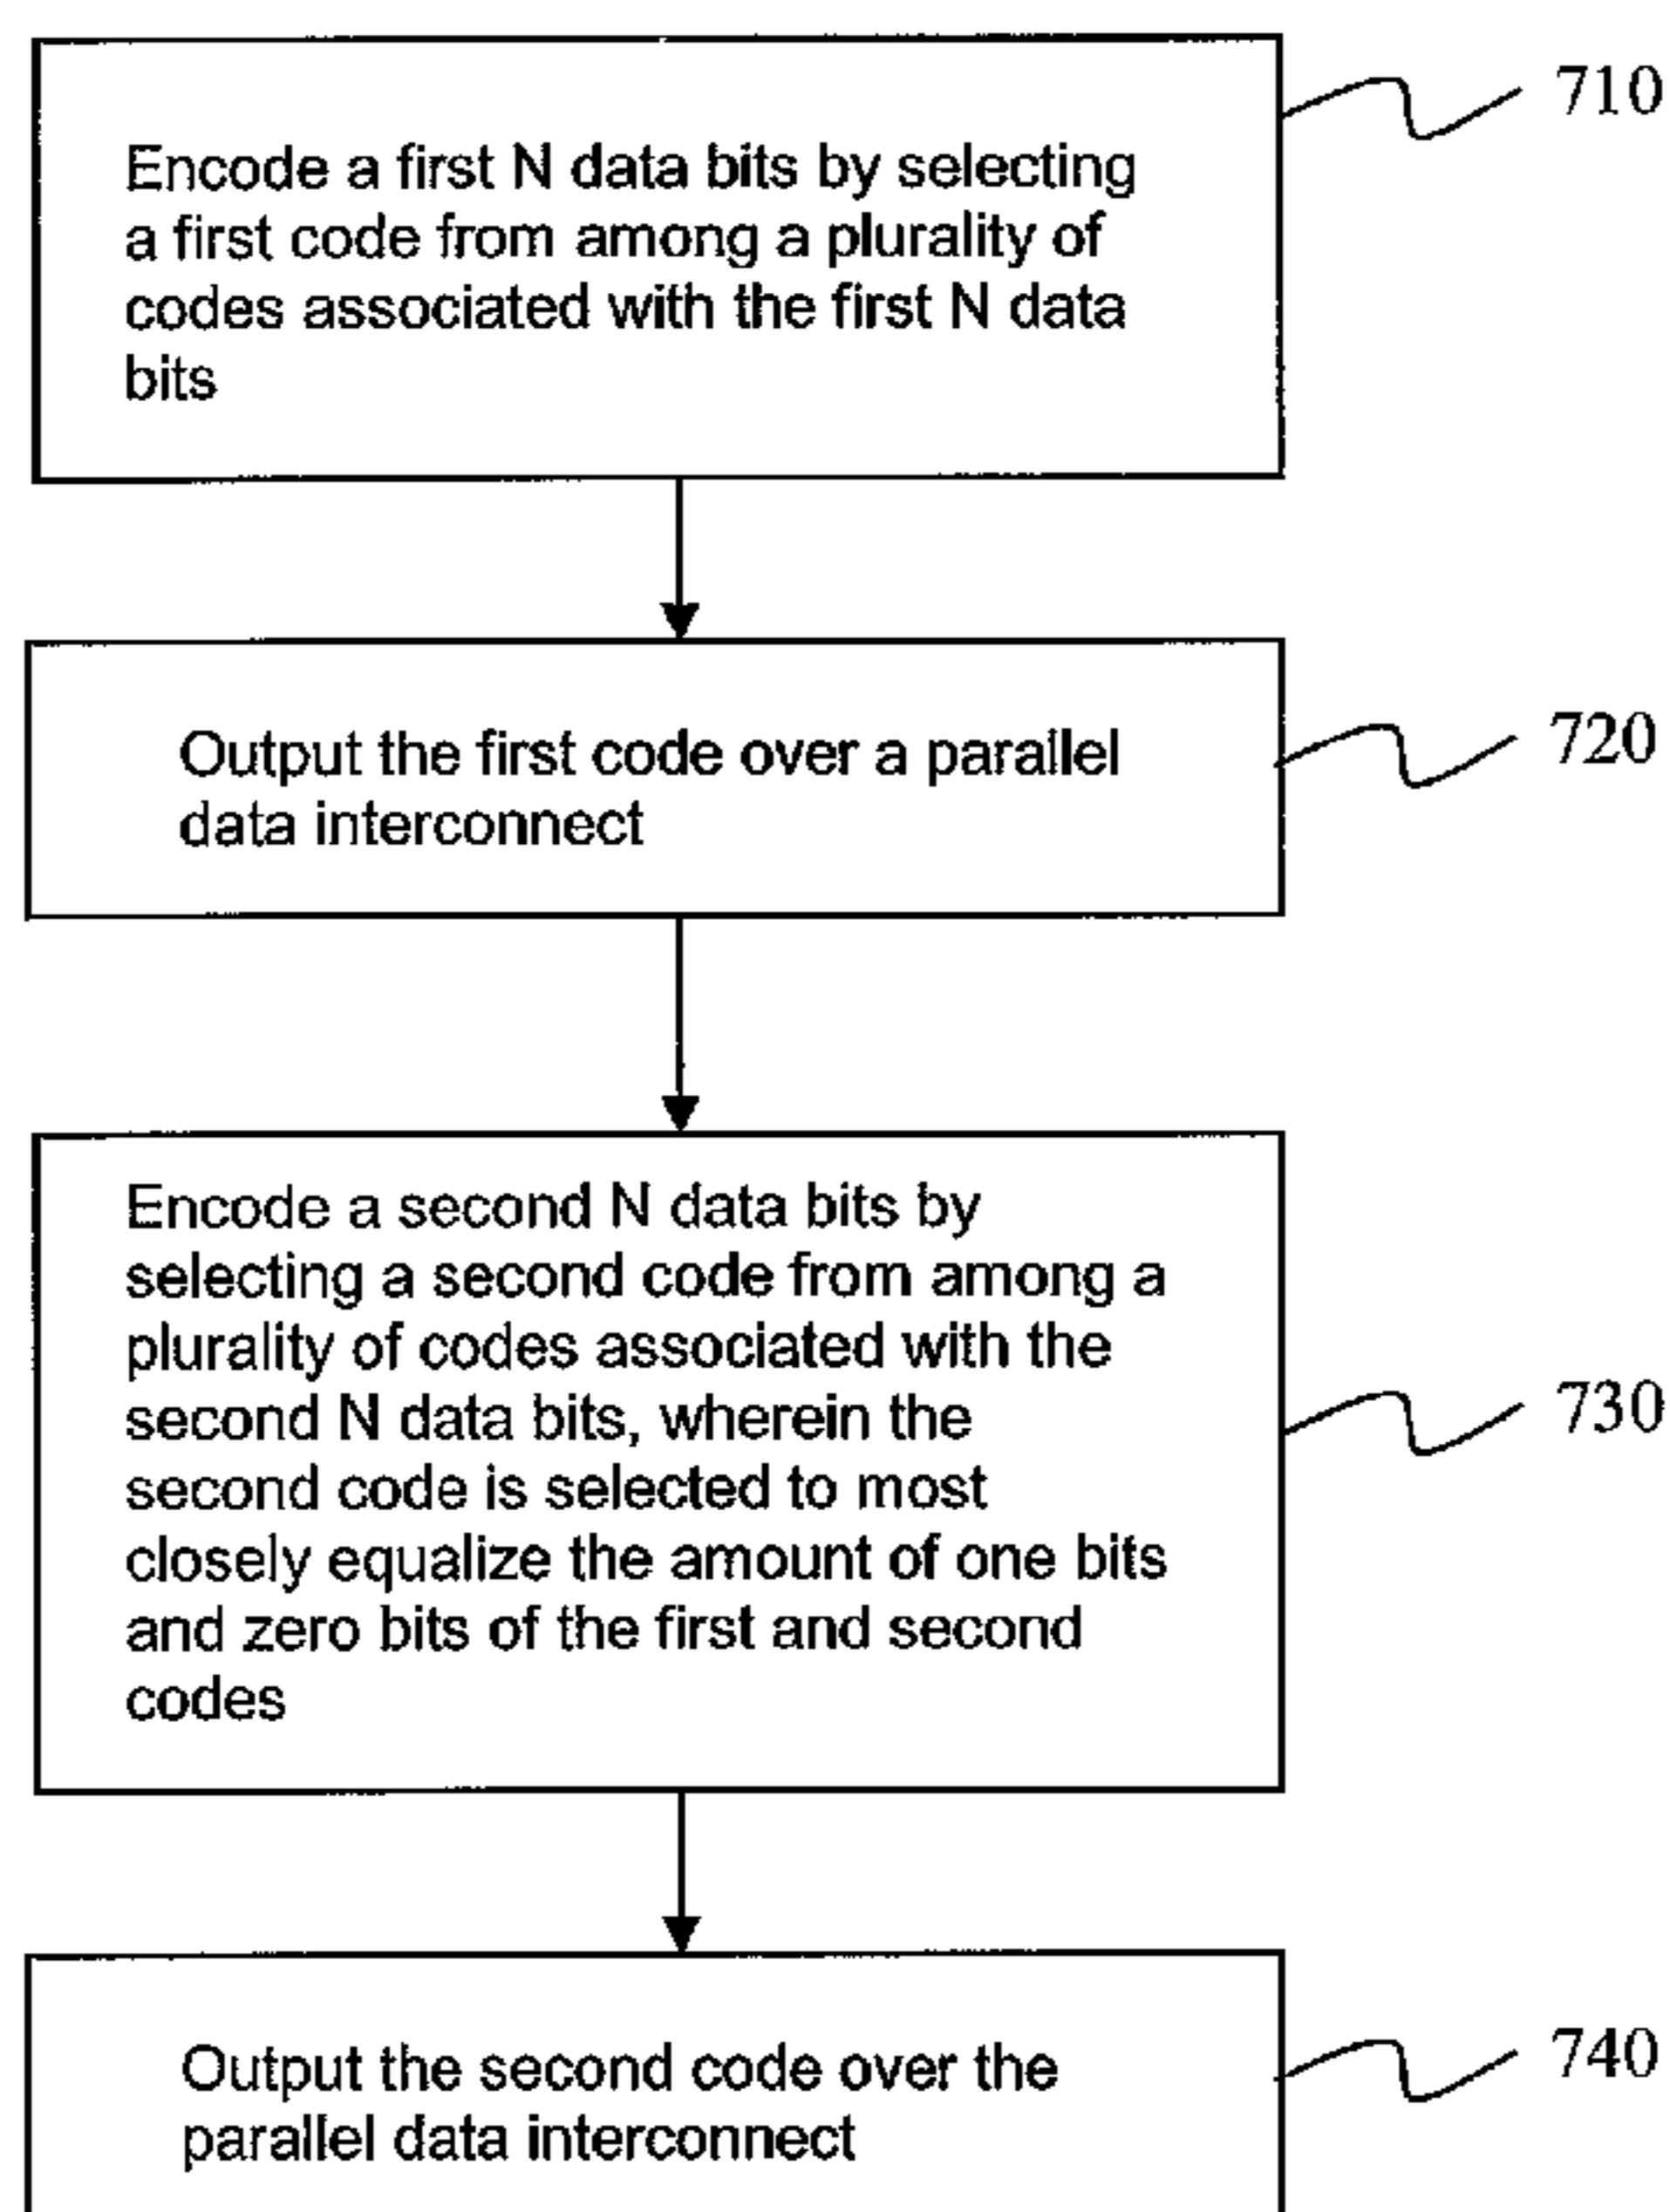 710
Encode a first N data bits by selecting
a first code from among a plurality of
codes associated with the first N data
bits
720
Output the first code over a parallel
data interconnect
Encode a second N data bits by
selecting a second code from among a
plurality of codes associated with the
second N data bits, wherein the
730
second code is selected to most
closely equalize the amount of one bits
and zero bits of the first and second
codes
740
Output the second code over the
parallel data interconnect